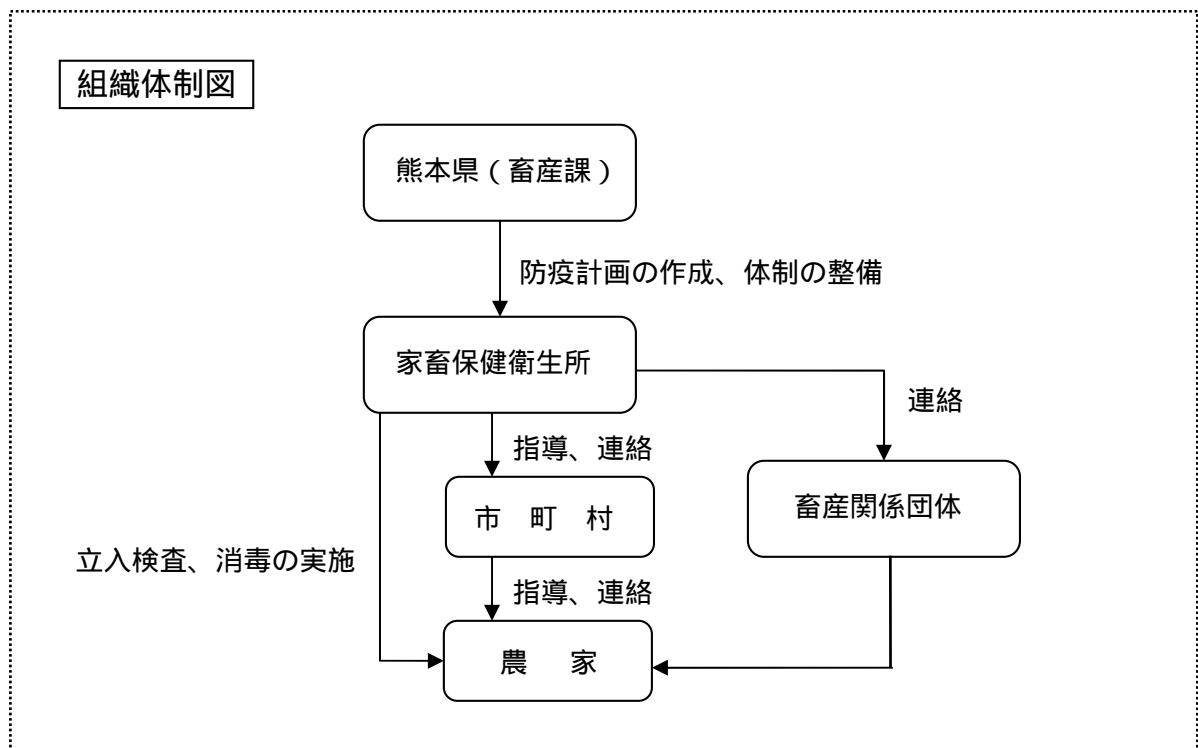 組織体制図
熊本県(畜産課)
防疫計画の作成、体制の整備
家畜保健衛生所
連絡
指導、連絡
市 町 村
畜産関係団体
立入検査、消毒の実施
指導、連絡
農 家